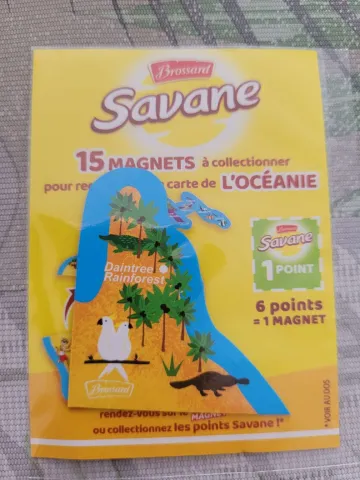 Brossard
Savane
15 MAGNETS à collectionner
pour carte de L'OCÉANIE
Daintree
Rainforest
Brossard
Savane
1 POINT
6 points
= 1 MAGNET
Brossard
rendez-vous sur
ou collectionnez les points Savane !*
* VOIR AU DOS